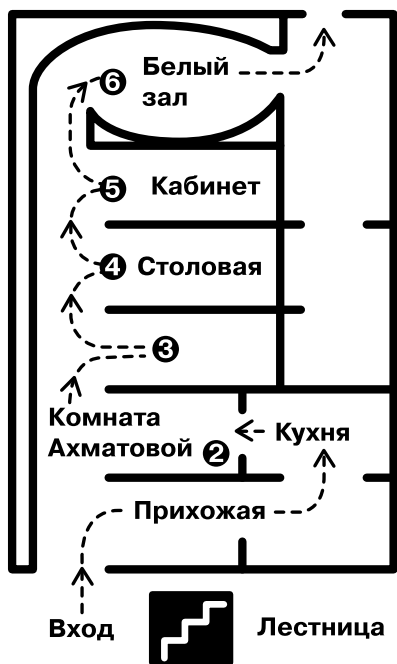 6 Белый
зал
5 Кабинет
4 Столовая
3
Комната
Ахматовой 2
Кухня
Прихожая
Вход
Лестница